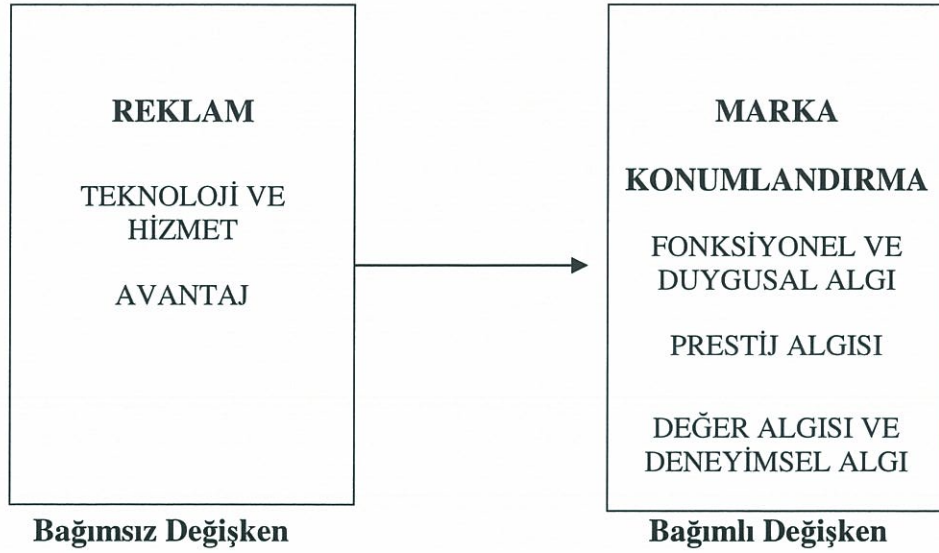 REKLAM
TEKNOLOJİ VE
HİZMET
AVANTAJ
Bağımsız Değişken
MARKA
KONUMLANDIRMA
FONKSİYONEL VE
DUYGUSAL ALGI
PRESTİJ ALGISI
DEĞER ALGISI VE
DENEYİMSEL ALGI
Bağımlı Değişken